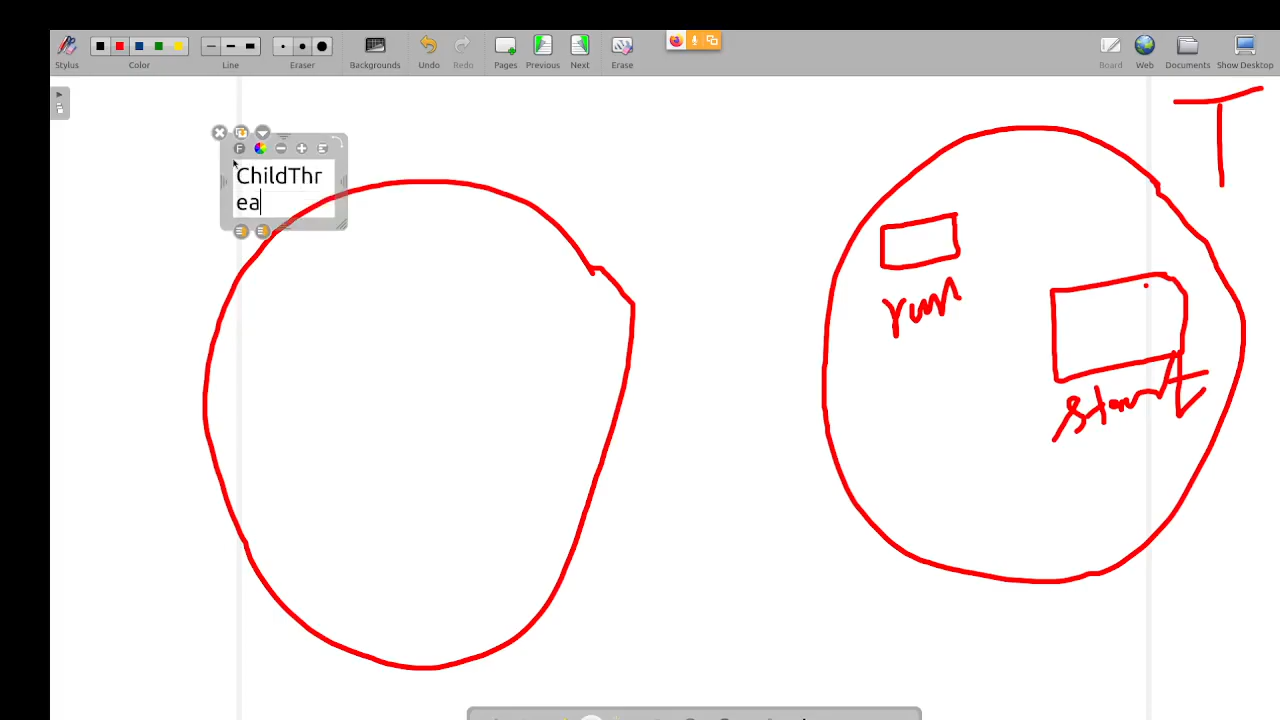 Stylus
Color
Line
Eraser
Backgrounds
Undo
Redo
Pages
Previous
Next
Erase
Board
Web
Documents
Show Desktop
F
ChildThr
ea
T
run
start